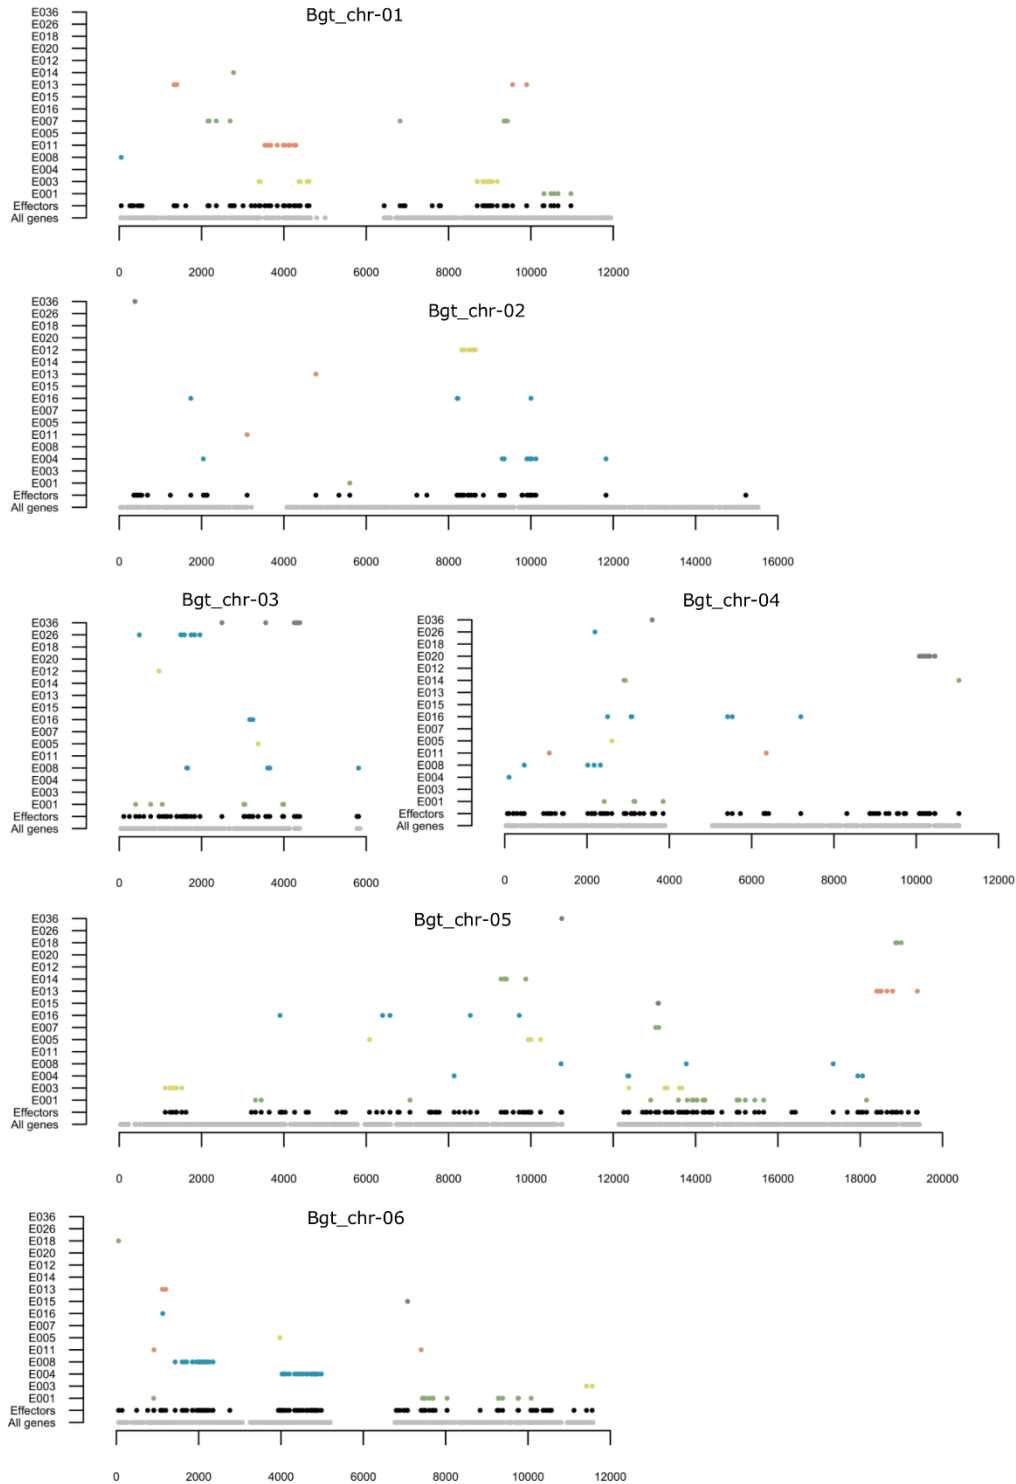 Bgt_chr-01
E036
E026
E018
E020
E012
E014
E013
E015
E016
E007
E005
E011
E008
E004
E003
E001
Effectors
All genes
0 2000 4000 6000 8000 10000 12000
Bgt_chr-02
E036
E026
E018
E020
E012
E014
E013
E015
E016
E007
E005
E011
E008
E004
E003
E001
Effectors
All genes
0 2000 4000 6000 8000 10000 12000 14000 16000
Bgt_chr-03
E036
E026
E018
E020
E012
E014
E013
E015
E016
E007
E005
E011
E008
E004
E003
E001
Effectors
All genes
0 2000 4000 6000
Bgt_chr-04
E036
E026
E018
E020
E012
E014
E013
E015
E016
E007
E005
E011
E008
E004
E003
E001
Effectors
All genes
0 2000 4000 6000 8000 10000 12000
Bgt_chr-05
E036
E026
E018
E020
E012
E014
E013
E015
E016
E007
E005
E011
E008
E004
E003
E001
Effectors
All genes
0 2000 4000 6000 8000 10000 12000 14000 16000 18000 20000
Bgt_chr-06
E036
E026
E018
E020
E012
E014
E013
E015
E016
E007
E005
E011
E008
E004
E003
E001
Effectors
All genes
0 2000 4000 6000 8000 10000 12000